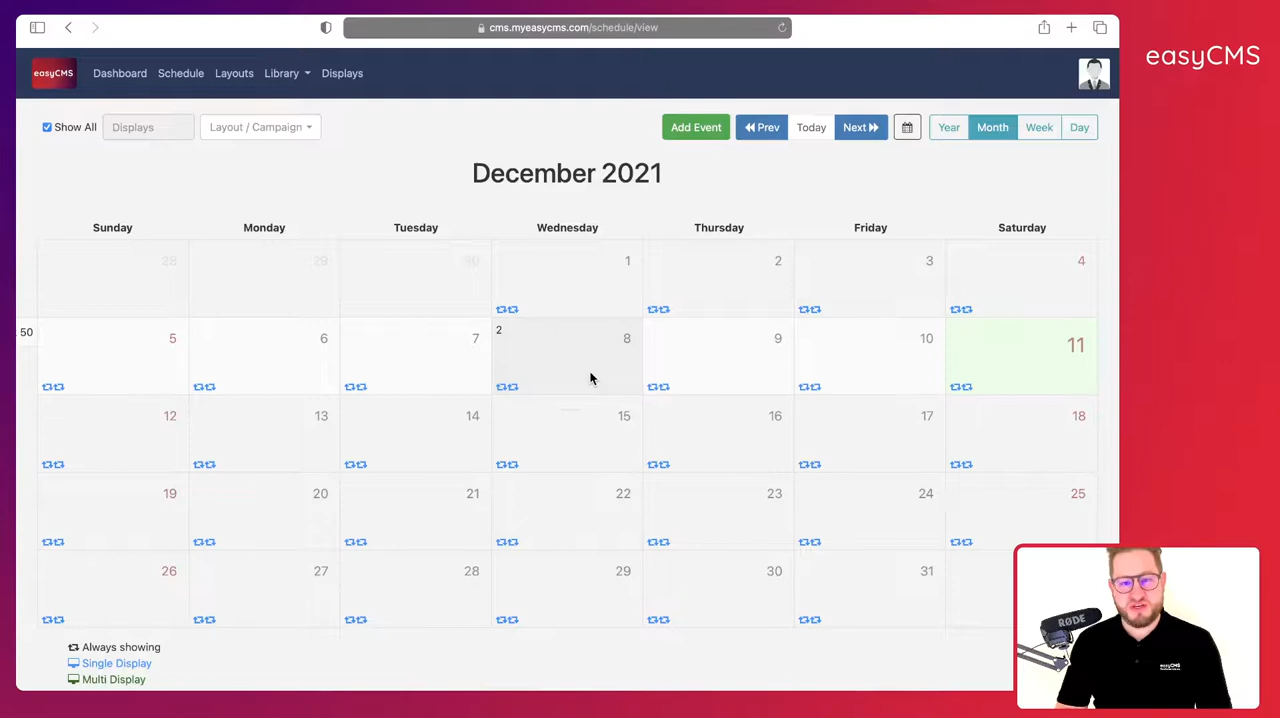 cms.myeasycms.com/schedule/view
easyCMS
easyCMS Dashboard Schedule Layouts Library Displays
Show All Displays Layout / Campaign Add Event Prev Today Next Year Month Week Day
December 2021
Sunday Monday Tuesday Wednesday Thursday Friday Saturday
28 29 30 1 2 3 4
50 5 6 7 2 8 9 10 11
12 13 14 15 16 17 18
19 20 21 22 23 24 25
26 27 28 29 30 31
Always showing
Single Display
Multi Display
RØDE
easyCMS